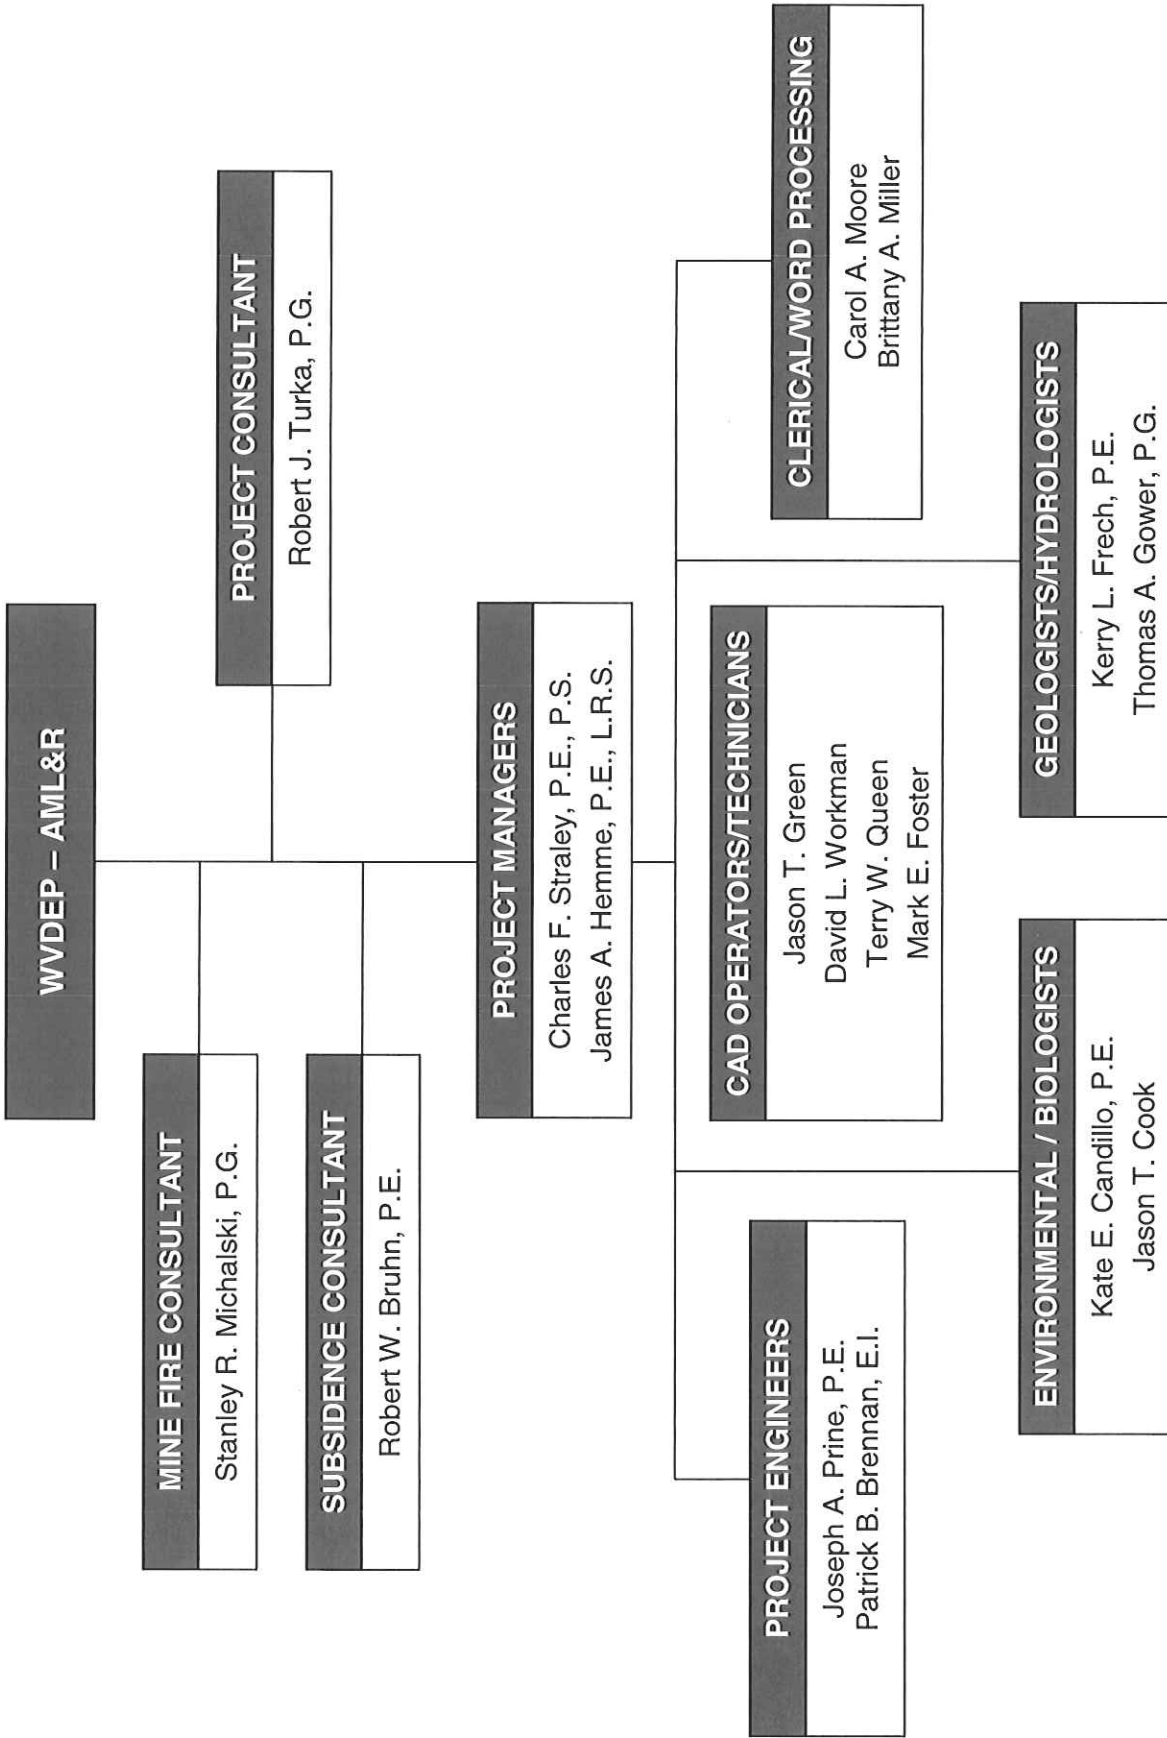 WVDEP – AML&R
MINE FIRE CONSULTANT
Stanley R. Michalski, P.G.
PROJECT CONSULTANT
Robert J. Turka, P.G.
SUBSIDENCE CONSULTANT
Robert W. Bruhn, P.E.
PROJECT MANAGERS
Charles F. Straley, P.E., P.S.
James A. Hemme, P.E., L.R.S.
PROJECT ENGINEERS
Joseph A. Prine, P.E.
Patrick B. Brennan, E.I.
CAD OPERATORS/TECHNICIANS
Jason T. Green
David L. Workman
Terry W. Queen
Mark E. Foster
CLERICAL/WORD PROCESSING
Carol A. Moore
Brittany A. Miller
ENVIRONMENTAL / BIOLOGISTS
Kate E. Candillo, P.E.
Jason T. Cook
GEOLOGISTS/HYDROLOGISTS
Kerry L. Frech, P.E.
Thomas A. Gower, P.G.